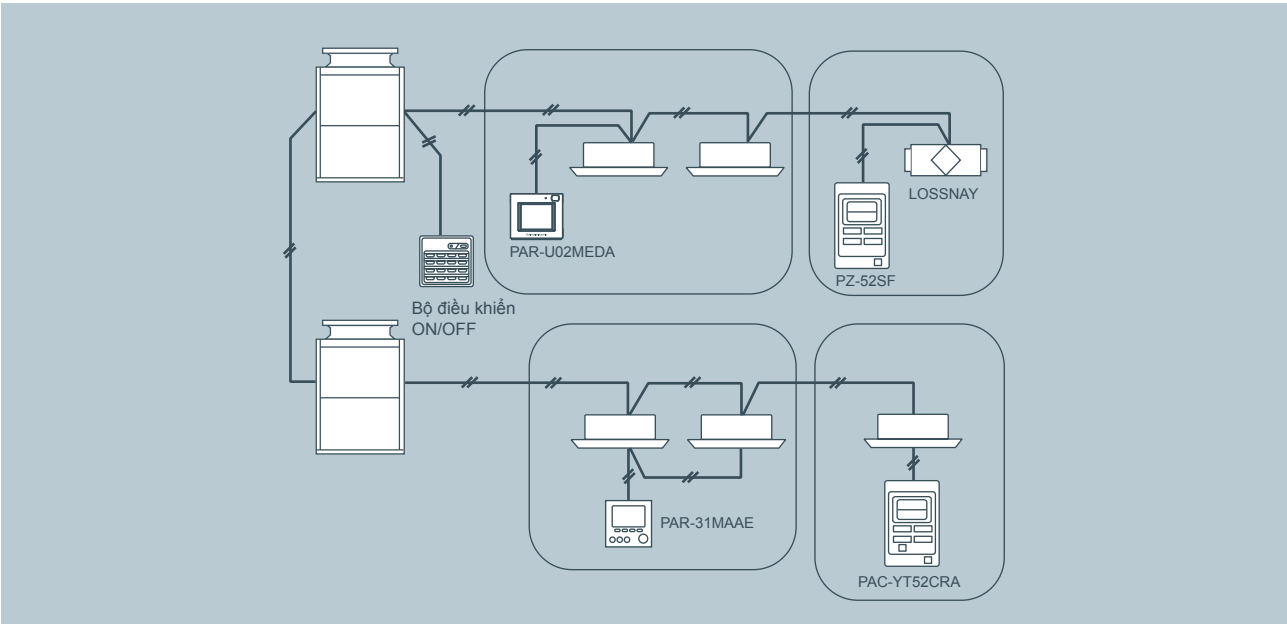 LOSSNAY
PAR-U02MEDA
PZ-52SF
Bộ điều khiển
ON/OFF
PAR-31MAAE
PAC-YT52CRA